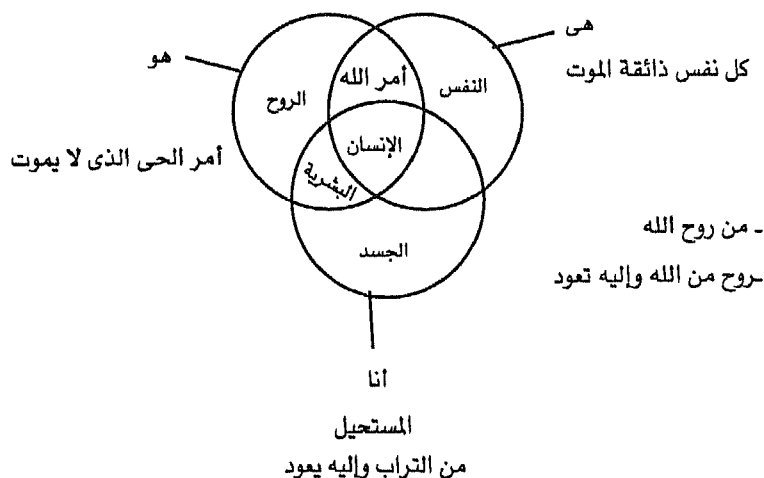 هى
كل نفس ذائقة الموت
هو
أمر الله
النفس
الروح
الإنسان
أمر الحى الذى لا يموت
البشرية
ـ من روح الله
الجسد
ـروح من الله وإليه تعود
أنا
المستحيل
من التراب وإليه يعود